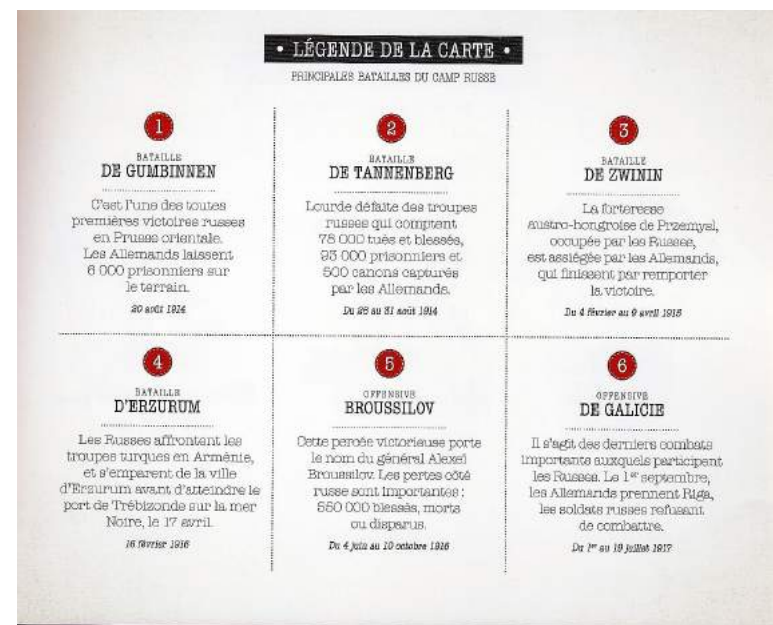 • LÉGENDE DE LA CARTE •
PRINCIPALES BATAILLES DU CAMP RUSSE
1
BATAILLE
DE GUMBINNEN
C'est l'une des toutes
premières victoires russes
en Prusse orientale.
Les Allemands laissent
6 000 prisonniers sur
le terrain.
20 août 1914
2
BATAILLE
DE TANNENBERG
Lourde défaite des troupes
russes qui comptent
78 000 tués et blessés,
93 000 prisonniers et
500 canons capturés
par les Allemands.
Du 26 au 31 août 1914
3
BATAILLE
DE ZWININ
La forteresse
austro-hongroise de Przemysl,
occupée par les Russes,
est assiégée par les Allemands,
qui finissent par remporter
la victoire.
Du 4 février au 9 avril 1915
4
BATAILLE
D'ERZURUM
Les Russes affrontent les
troupes turques en Arménie,
et s'emparent de la ville
d'Erzurum avant d'atteindre le
port de Trébizonde sur la mer
Noire, le 17 avril.
16 février 1916
5
OFFENSIVE
BROUSSILOV
Cette percée victorieuse porte
le nom du général Alexeï
Broussilov. Les pertes côté
russe sont importantes :
550 000 blessés, morts
ou disparus.
Du 4 juin au 10 octobre 1916
6
OFFENSIVE
DE GALICIE
Il s'agit des derniers combats
importants auxquels participent
les Russes. Le 1er septembre,
les Allemands prennent Riga,
les soldats russes refusant
de combattre.
Du 1er au 19 juillet 1917